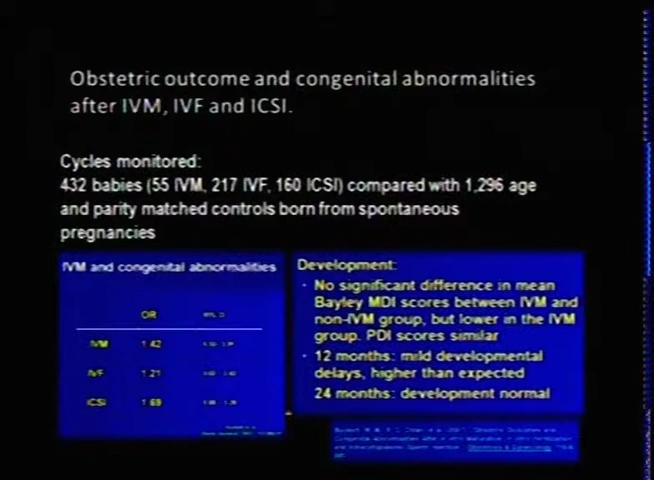 Obstetric outcome and congenital abnormalities
after IVM, IVF and ICSI.
Cycles monitored:
432 babies (55 IVM, 217 IVF, 160 ICSI) compared with 1,296 age
and parity matched controls born from spontaneous
pregnancies
IVM and congenital abnormalities
OR
IVM 1.42
IVF 1.21
ICSI 1.69
Development:
• No significant difference in mean
Bayley MDI scores between IVM and
non-IVM group, but lower in the IVM
group. PDI scores similar
• 12 months: mild developmental
delays, higher than expected
24 months: development normal
Obstetrics & Gynecology